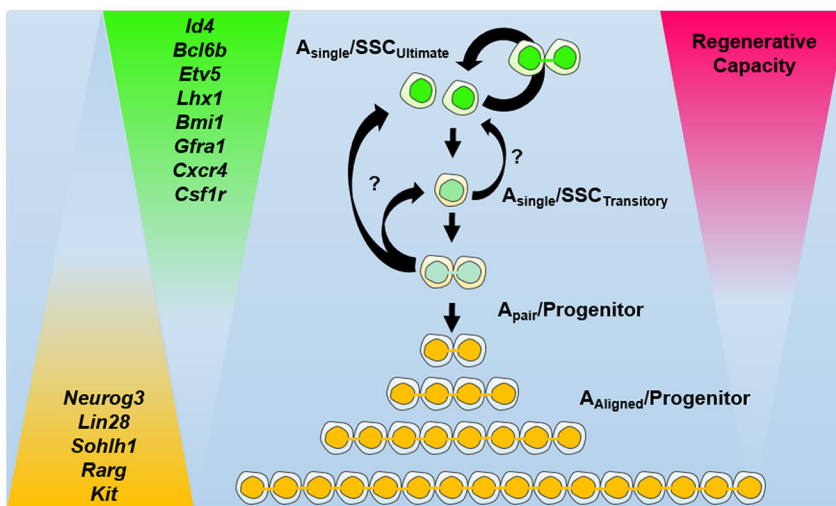 Id4
Bcl6b
Etv5
Lhx1
Bmi1
Gfra1
Cxcr4
Csf1r
Neurog3
Lin28
Sohlh1
Rarg
Kit
Asingle/SSCUltimate
?
?
Asingle/SSCTransitory
Apair/Progenitor
AAligned/Progenitor
Regenerative
Capacity